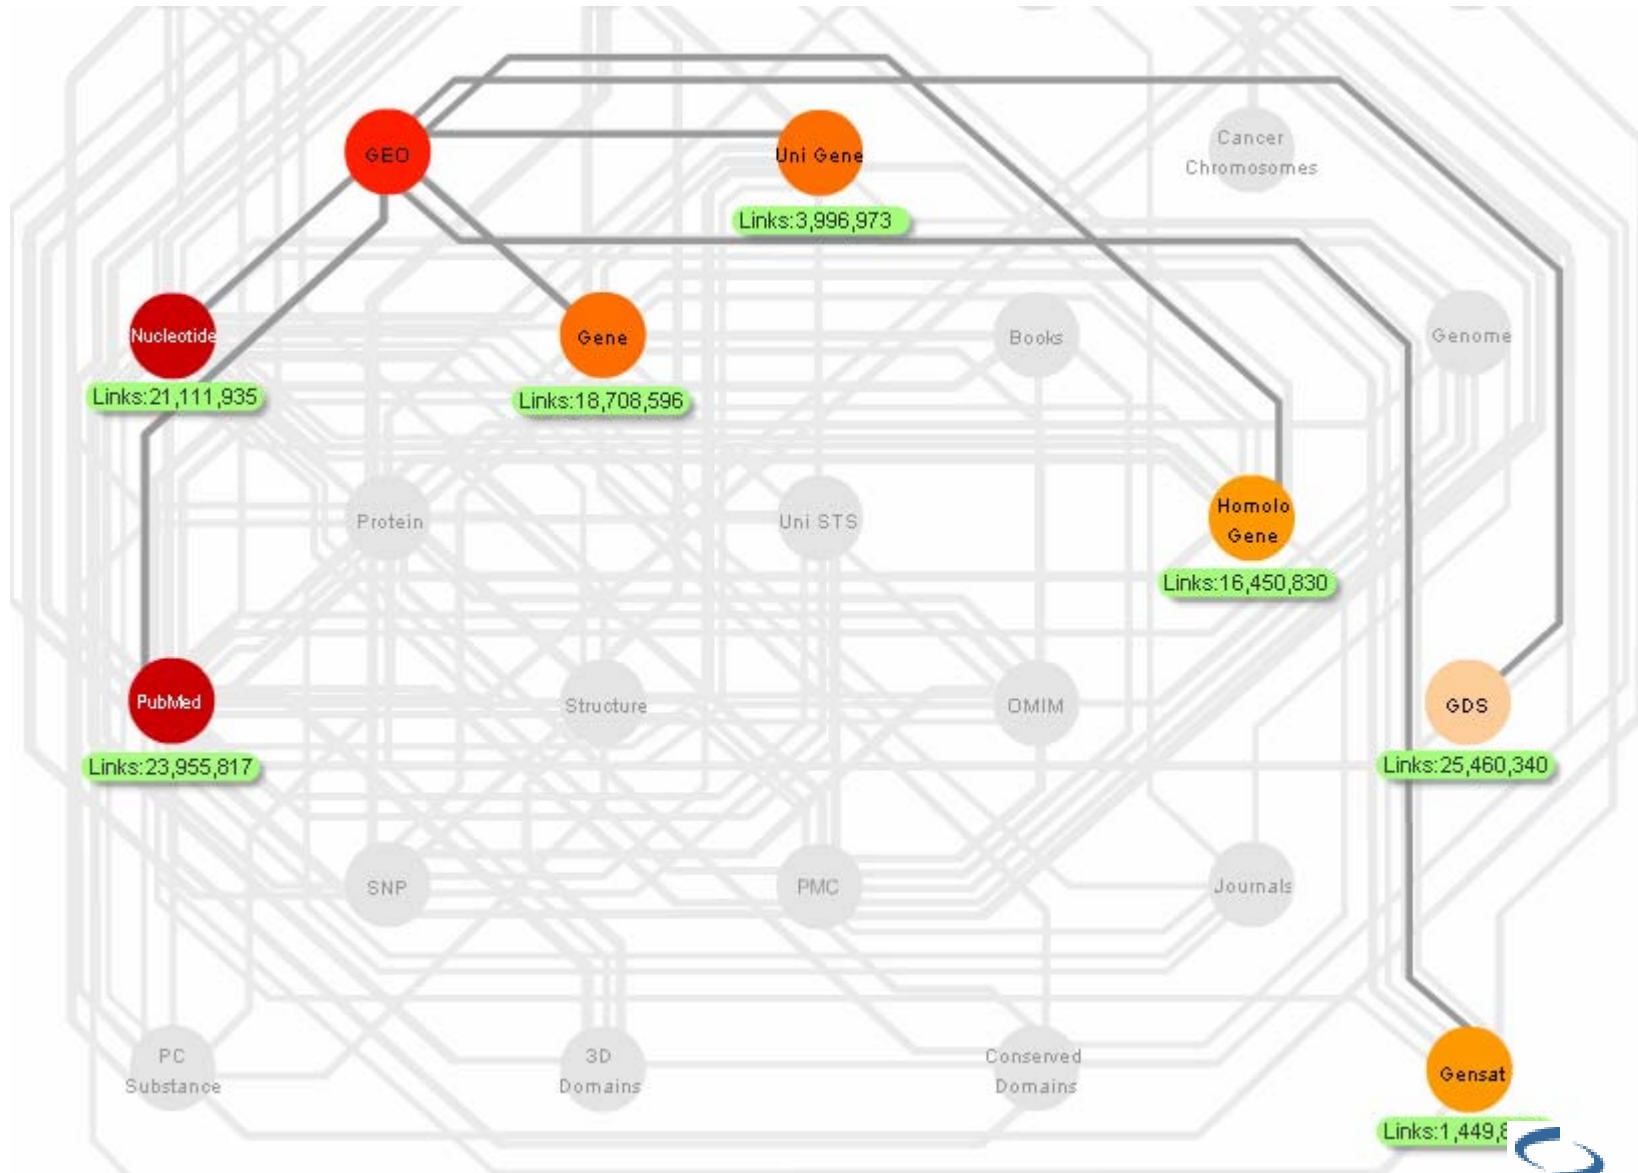 GEO
Uni Gene
Cancer
Chromosomes
Links:3,996,973
Nucleotide
Gene
Books
Genome
Links:21,111,935
Links:18,708,596
Protein
Uni STS
Homolo
Gene
Links:16,450,830
PubMed
Structure
OMIM
GDS
Links:23,955,817
Links:25,460,340
SNP
PMC
Journals
PC
Substance
3D
Domains
Conserved
Domains
Gensat